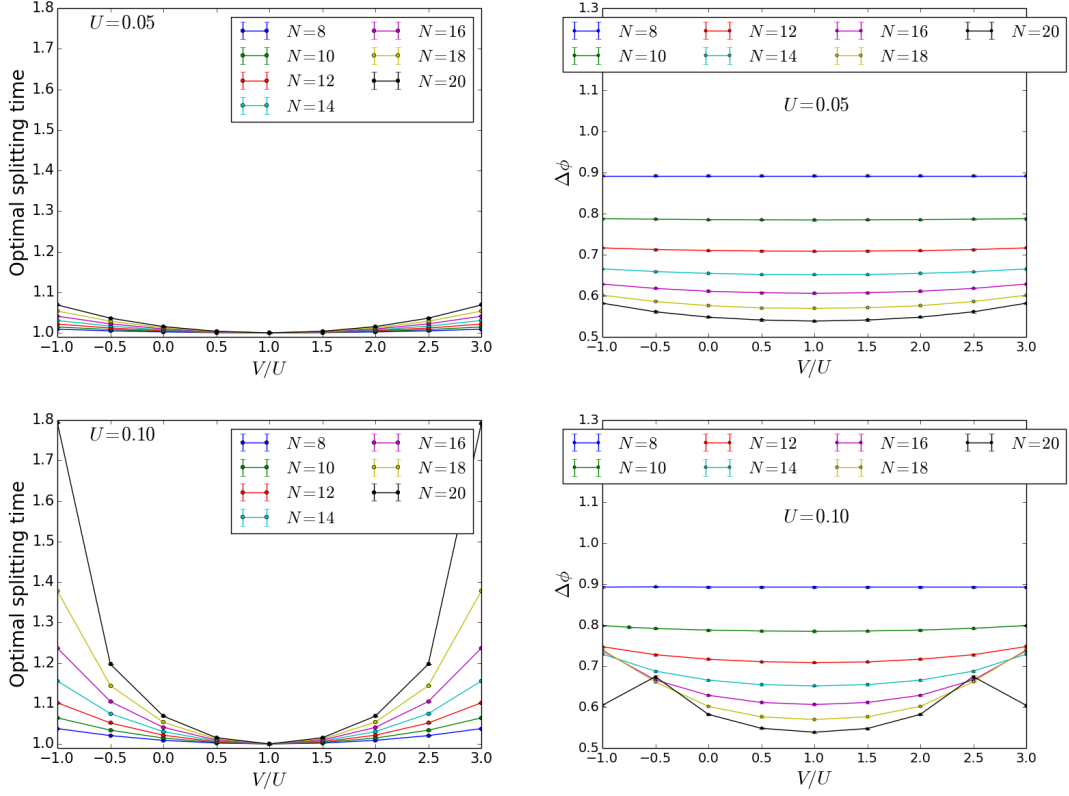 1.8
1.7
1.6
1.5
1.4
1.3
1.2
1.1
1.0
Optimal splitting time
U=0.05
N=8
N=10
N=12
N=14
N=16
N=18
N=20
−1.0 −0.5 0.0 0.5 1.0 1.5 2.0 2.5 3.0
V/U
1.3
1.1
1.0
0.9
0.8
0.7
0.6
0.5
Δϕ
N=8
N=10
N=12
N=14
N=16
N=18
N=20
U=0.05
−1.0 −0.5 0.0 0.5 1.0 1.5 2.0 2.5 3.0
V/U
1.8
1.7
1.6
1.5
1.4
1.3
1.2
1.1
1.0
Optimal splitting time
U=0.10
N=8
N=10
N=12
N=14
N=16
N=18
N=20
−1.0 −0.5 0.0 0.5 1.0 1.5 2.0 2.5 3.0
V/U
1.3
1.1
1.0
0.9
0.8
0.7
0.6
0.5
Δϕ
N=8
N=10
N=12
N=14
N=16
N=18
N=20
U=0.10
−1.0 −0.5 0.0 0.5 1.0 1.5 2.0 2.5 3.0
V/U